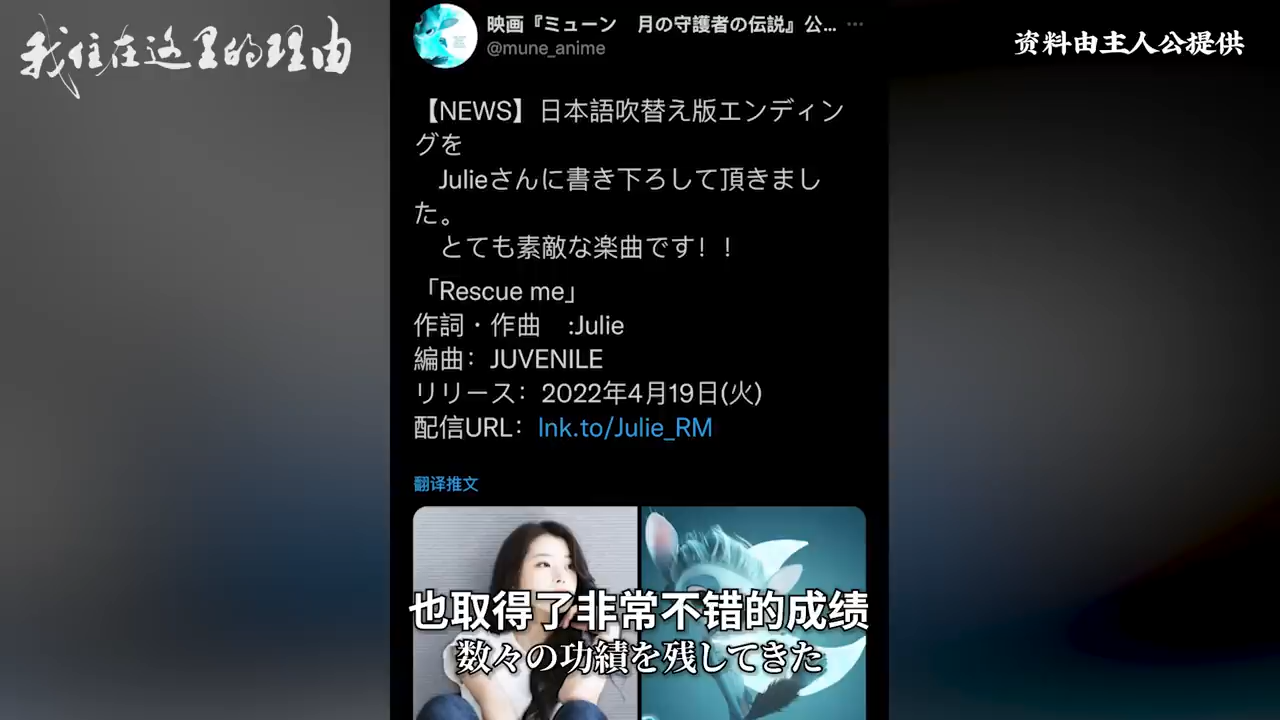 我住在这里的理由
资料由主人公提供
映画『ミューン　月の守護者の伝説』公...
@mune_anime
【NEWS】日本語吹替え版エンディン
グを
　Julieさんに書き下ろして頂きまし
た。
　とても素敵な楽曲です！！
「Rescue me」
作詞・作曲　:Julie
編曲：JUVENILE
リリース：2022年4月19日(火)
配信URL：lnk.to/Julie_RM
翻译推文
也取得了非常不错的成绩
数々の功績を残してきた